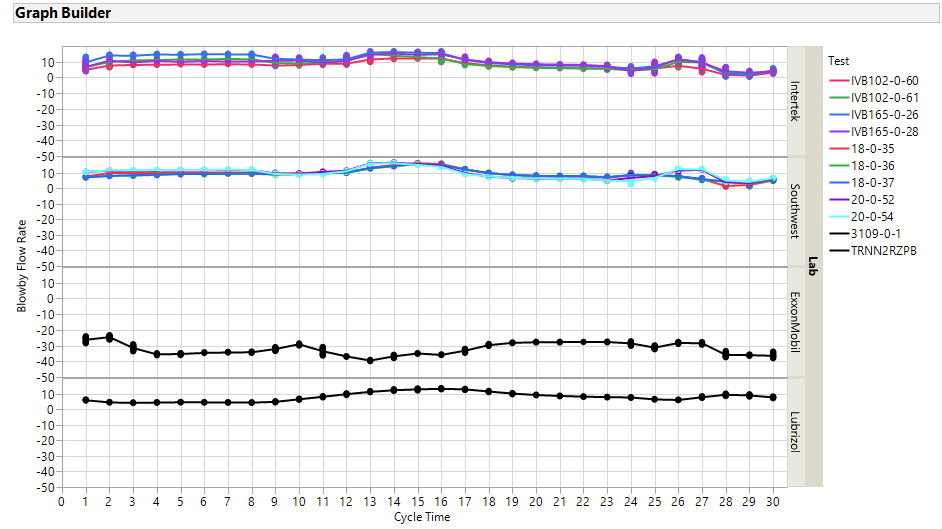 Graph Builder
Test
IVB102-0-60
IVB102-0-61
IVB165-0-26
IVB165-0-28
18-0-35
18-0-36
18-0-37
20-0-52
20-0-54
3109-0-1
TRNN2RZPB
Blowby Flow Rate
10
0
-10
-20
-30
-40
-50
Intertek
10
0
-10
-20
-30
-40
-50
Southwest
10
0
-10
-20
-30
-40
-50
ExxonMobil
10
0
-10
-20
-30
-40
-50
Lubrizol
Lab
0 1 2 3 4 5 6 7 8 9 10 11 12 13 14 15 16 17 18 19 20 21 22 23 24 25 26 27 28 29 30
Cycle Time